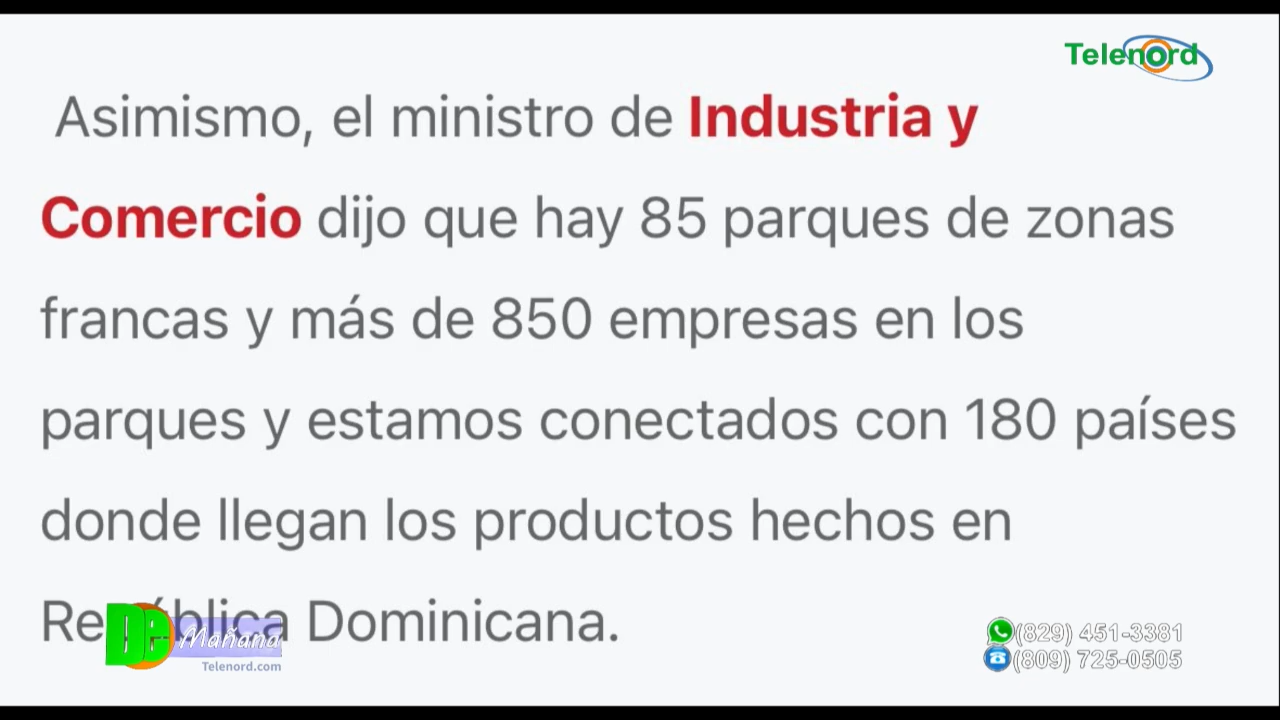 Telenord
Asimismo, el ministro de Industria y
Comercio dijo que hay 85 parques de zonas
francas y más de 850 empresas en los
parques y estamos conectados con 180 países
donde llegan los productos hechos en
República Dominicana.
De Mañana
Telenord.com
(829) 451-3381
(809) 725-0505